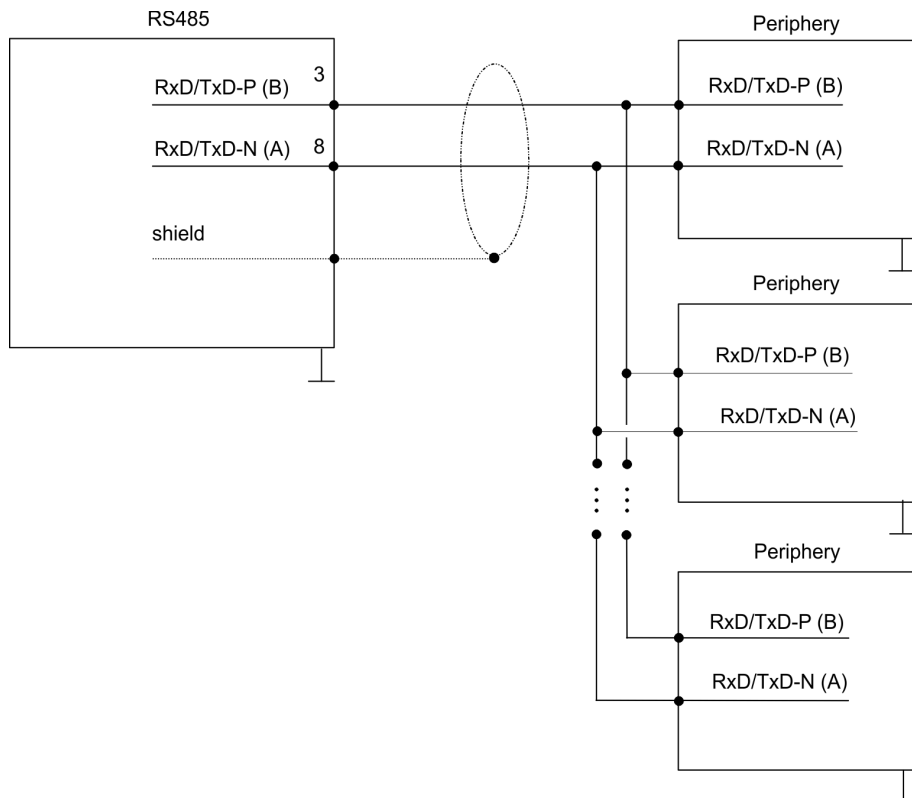 RS485
RxD/TxD-P (B) 3
RxD/TxD-N (A) 8
shield
Periphery
RxD/TxD-P (B)
RxD/TxD-N (A)
Periphery
RxD/TxD-P (B)
RxD/TxD-N (A)
Periphery
RxD/TxD-P (B)
RxD/TxD-N (A)